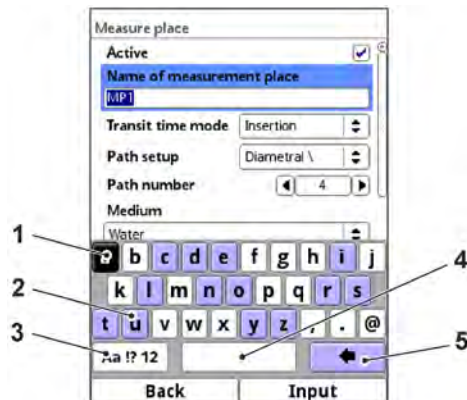 Measure place
Active
Name of measurement place
MP1
Transit time mode Insertion
Path setup Diametral \
Path number 4
Medium
Water
1
b c d e f g h i j
4
2
k l m n o p q r s
3
t u v w x y z , . @
5
Aa !? 12
Back Input